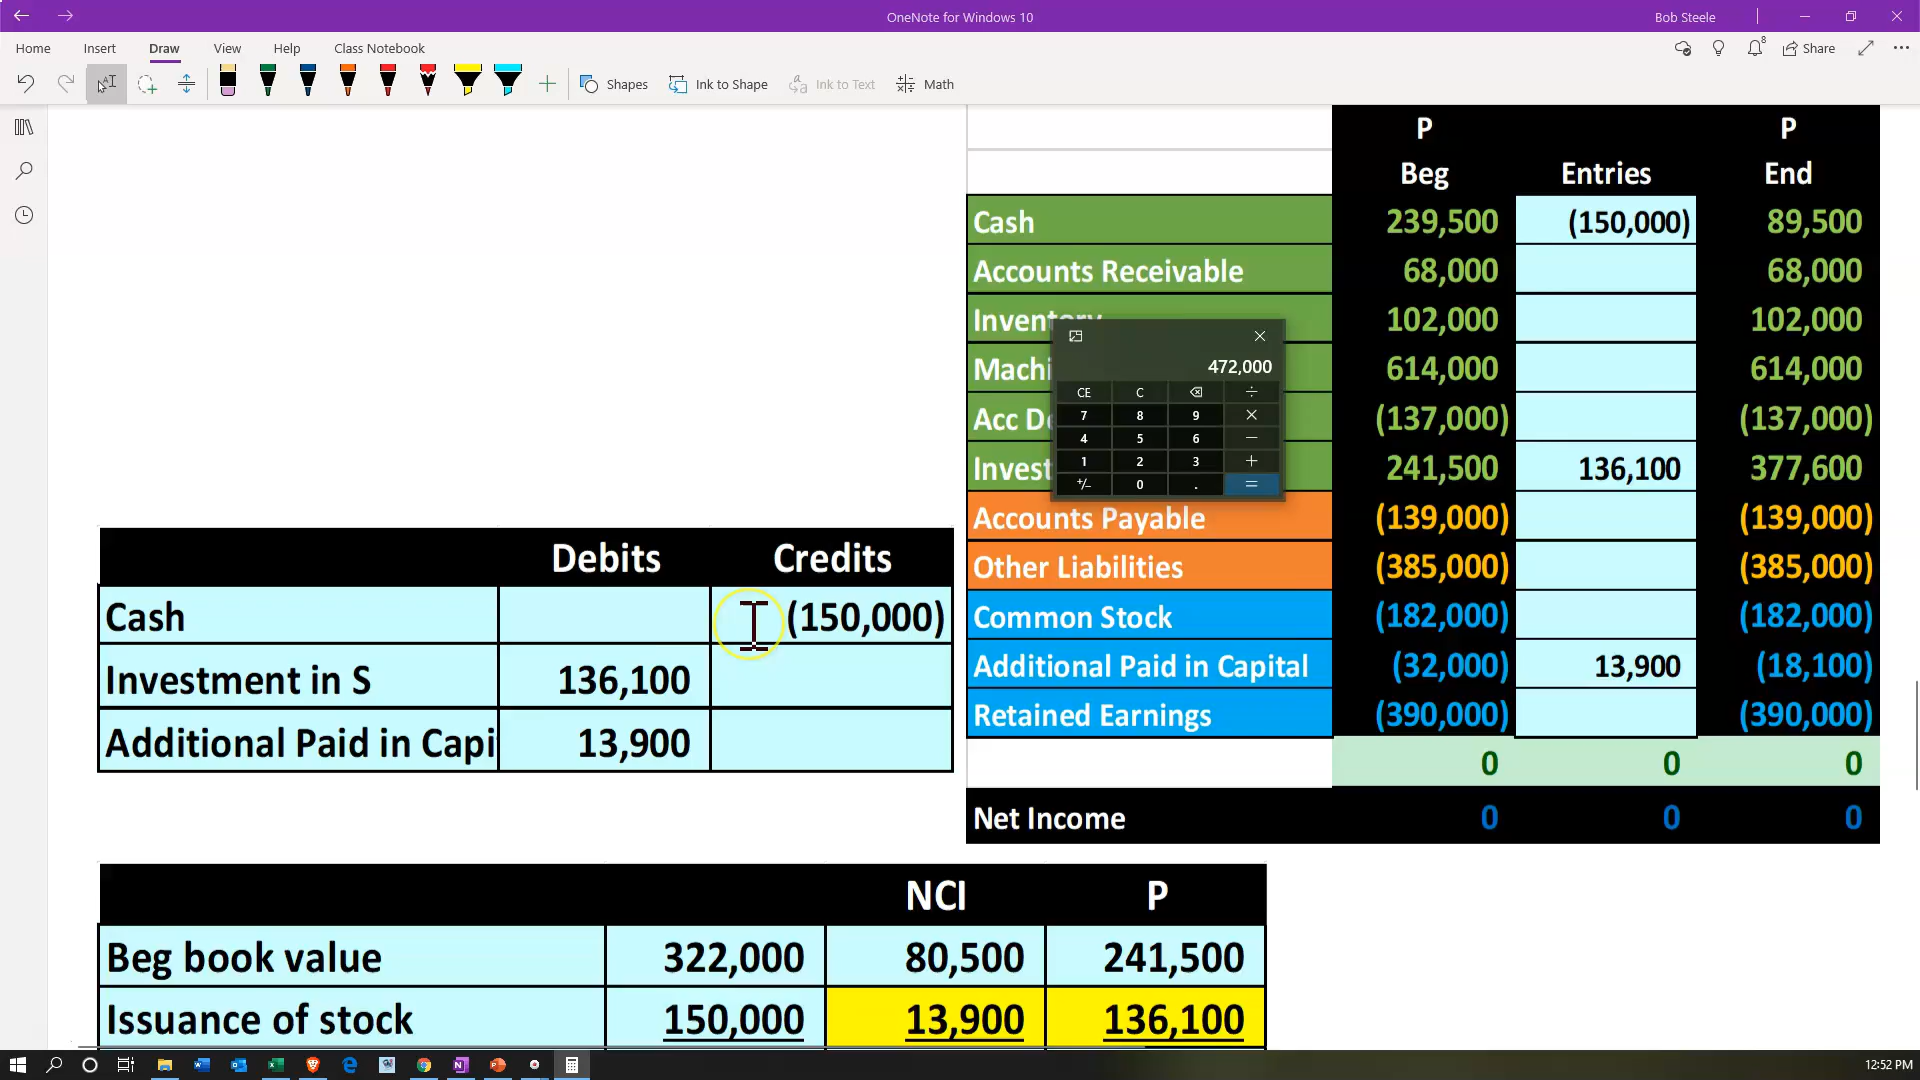 OneNote for Windows 10
Bob Steele
Home Insert Draw View Help Class Notebook
8
Share
Shapes Ink to Shape Ink to Text Math
P P
Beg Entries End
Cash 239,500 (150,000) 89,500
Accounts Receivable 68,000 68,000
Inventory 102,000 102,000
Machi 614,000 614,000
Acc De (137,000) (137,000)
Invest 241,500 136,100 377,600
Accounts Payable (139,000) (139,000)
Other Liabilities (385,000) (385,000)
Common Stock (182,000) (182,000)
Additional Paid in Capital (32,000) 13,900 (18,100)
Retained Earnings (390,000) (390,000)
0 0 0
Net Income 0 0 0
472,000
CE C ⌫ ÷
7 8 9 ×
4 5 6 −
1 2 3 +
+/− 0 . =
Debits Credits
Cash (150,000)
Investment in S 136,100
Additional Paid in Capi 13,900
NCI P
Beg book value 322,000 80,500 241,500
Issuance of stock 150,000 13,900 136,100
12:52 PM